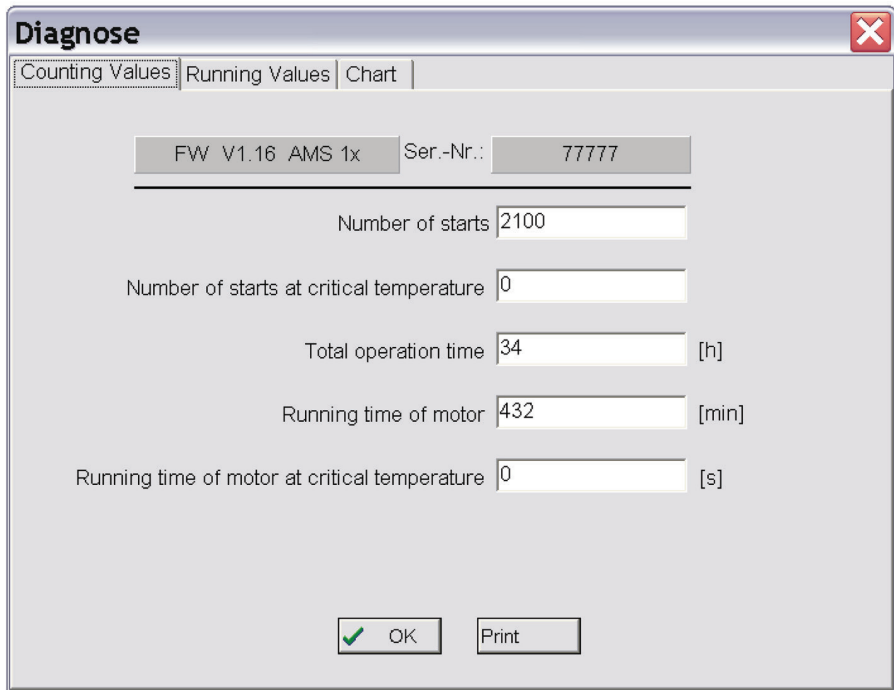 Diagnose
Counting Values Running Values Chart
FW V1.16 AMS 1x Ser.-Nr.: 77777
Number of starts 2100
Number of starts at critical temperature 0
Total operation time 34 [h]
Running time of motor 432 [min]
Running time of motor at critical temperature 0 [s]
OK Print